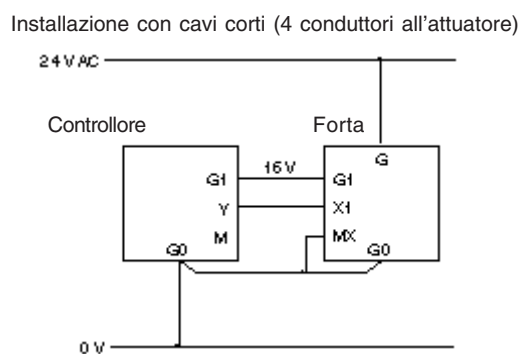 Installazione con cavi corti (4 conduttori all'attuatore)
24 V AC
Controllore Forta
G
G1 16 V G1
Y X1
M MX
G0 G0
0 V